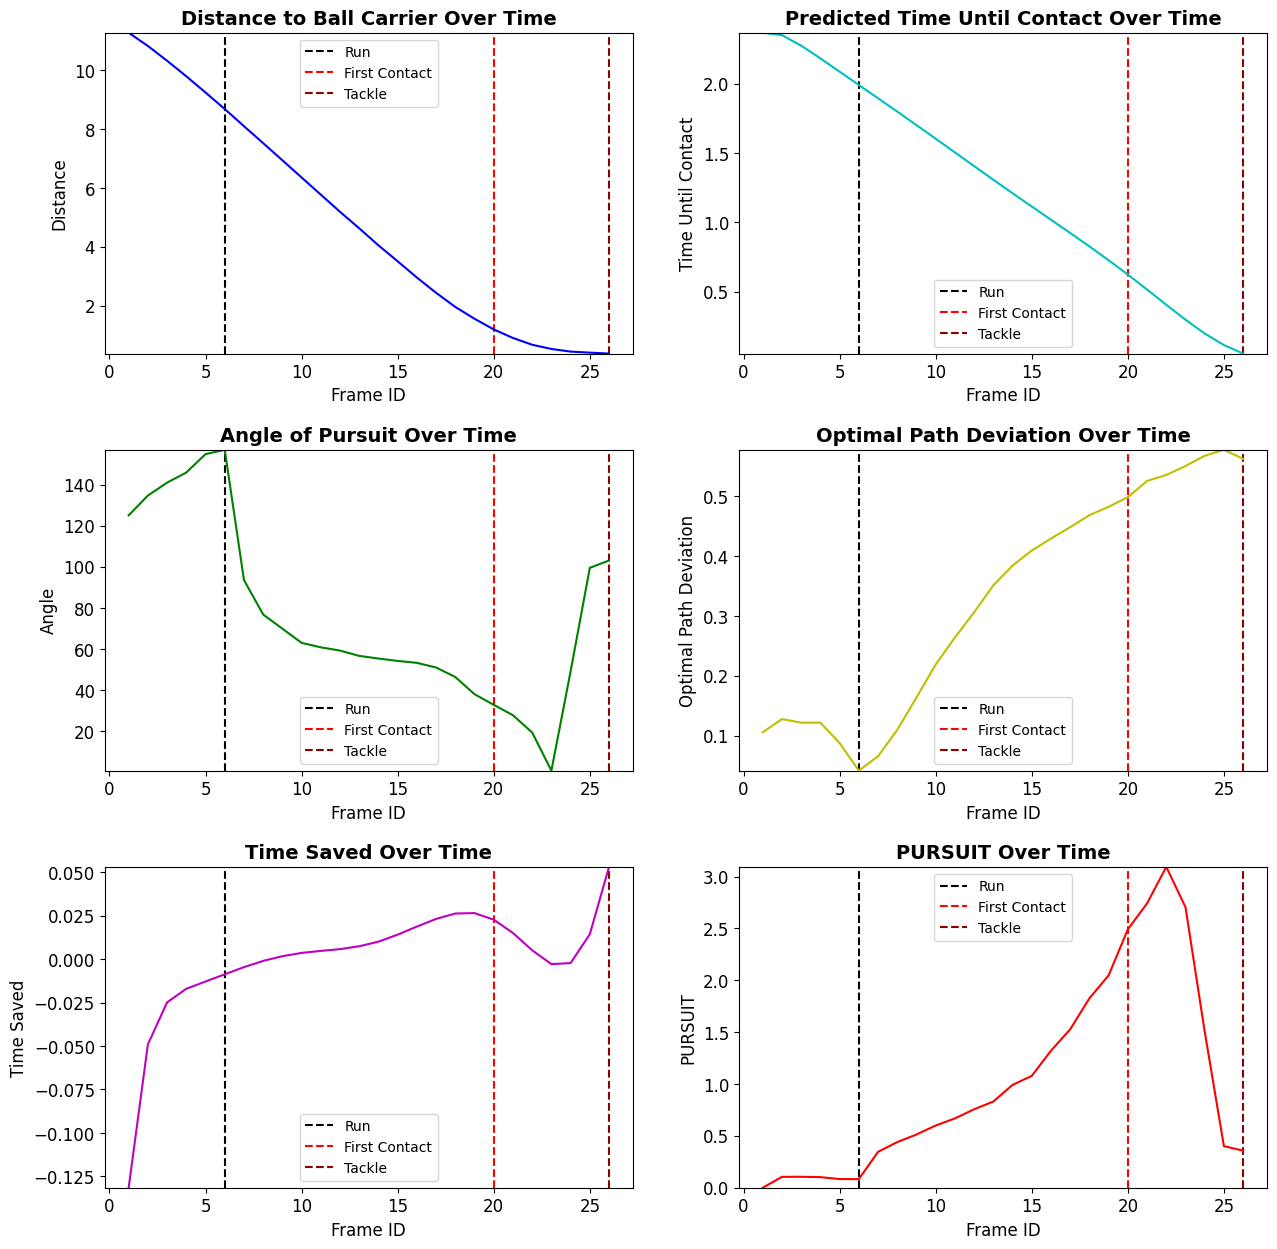 Distance to Ball Carrier Over Time
10
8
6
4
2
Distance
0 5 10 15 20 25
Frame ID
Run
First Contact
Tackle
Predicted Time Until Contact Over Time
2.0
1.5
1.0
0.5
Time Until Contact
0 5 10 15 20 25
Frame ID
Run
First Contact
Tackle
Angle of Pursuit Over Time
140
120
100
80
60
40
20
Angle
0 5 10 15 20 25
Frame ID
Run
First Contact
Tackle
Optimal Path Deviation Over Time
0.5
0.4
0.3
0.2
0.1
Optimal Path Deviation
0 5 10 15 20 25
Frame ID
Run
First Contact
Tackle
Time Saved Over Time
0.050
0.025
0.000
−0.025
−0.050
−0.075
−0.100
−0.125
Time Saved
0 5 10 15 20 25
Frame ID
Run
First Contact
Tackle
PURSUIT Over Time
3.0
2.5
2.0
1.5
1.0
0.5
0.0
PURSUIT
0 5 10 15 20 25
Frame ID
Run
First Contact
Tackle